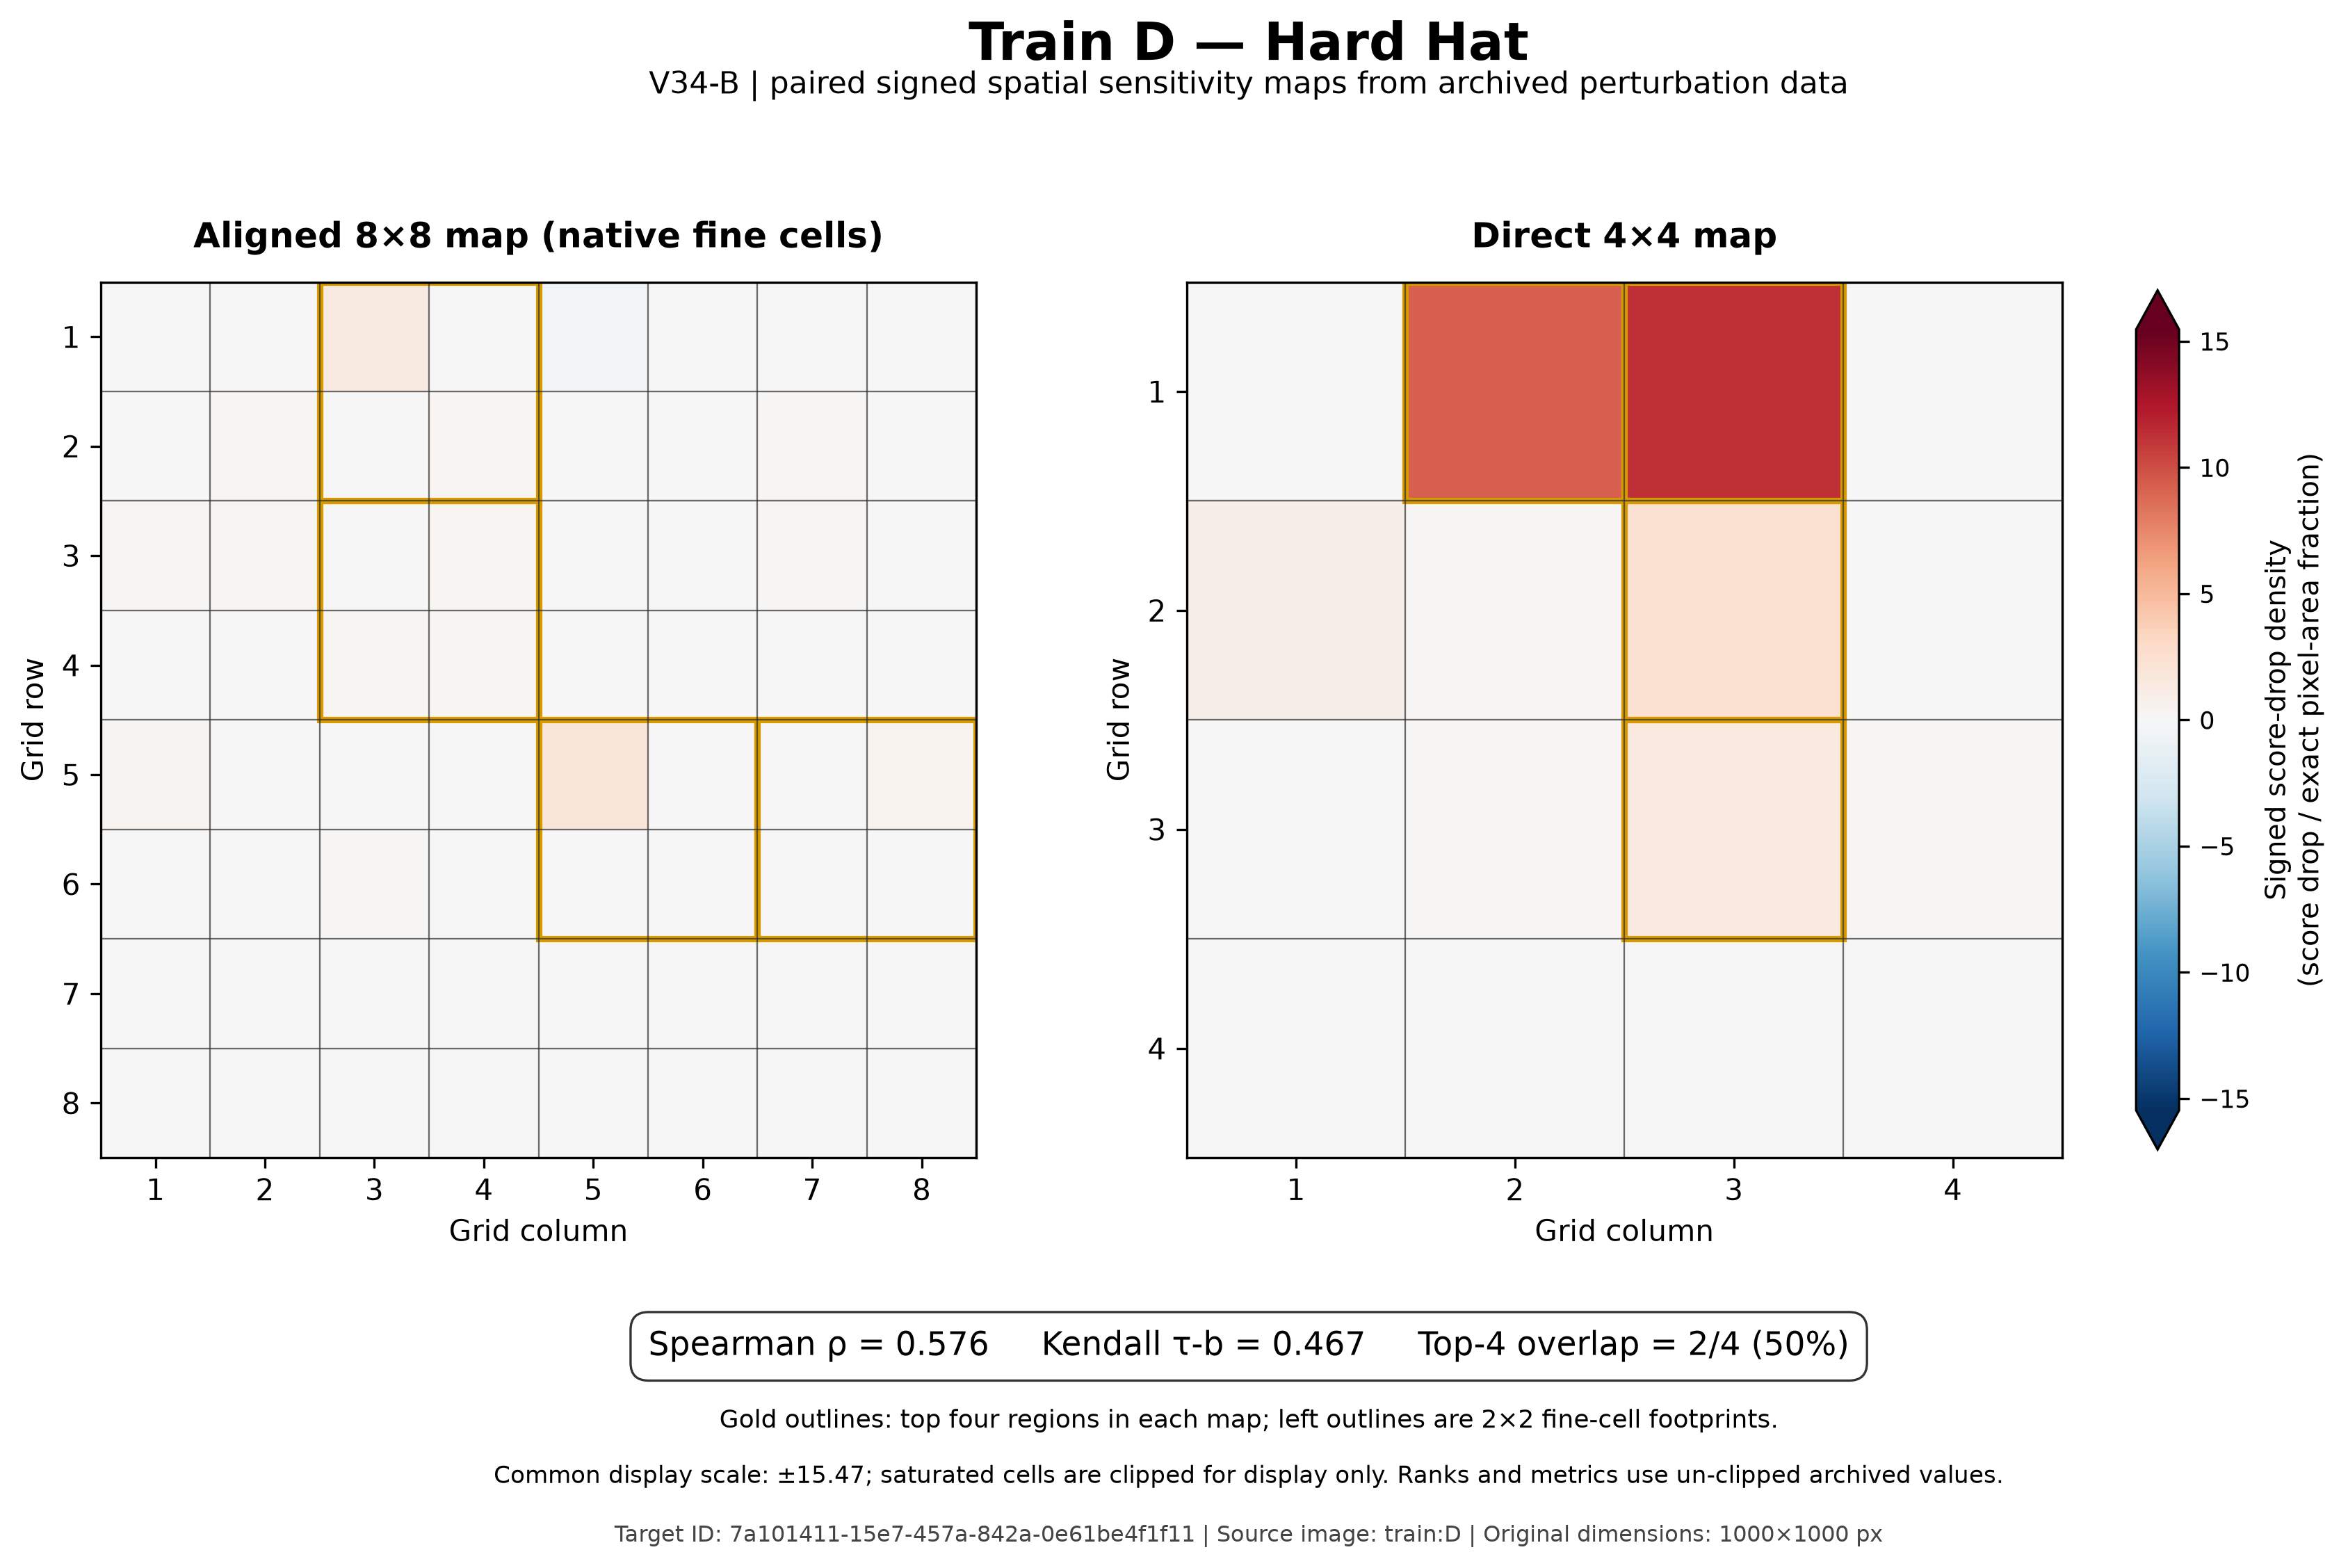 Train D — Hard Hat
V34-B | paired signed spatial sensitivity maps from archived perturbation data
Aligned 8×8 map (native fine cells)
Grid row
1
2
3
4
5
6
7
8
1 2 3 4 5 6 7 8
Grid column
Direct 4×4 map
Grid row
1
2
3
4
1 2 3 4
Grid column
15
10
5
0
−5
−10
−15
Signed score-drop density
(score drop / exact pixel-area fraction)
Spearman ρ = 0.576 Kendall τ-b = 0.467 Top-4 overlap = 2/4 (50%)
Gold outlines: top four regions in each map; left outlines are 2×2 fine-cell footprints.
Common display scale: ±15.47; saturated cells are clipped for display only. Ranks and metrics use un-clipped archived values.
Target ID: 7a101411-15e7-457a-842a-0e61be4f1f11 | Source image: train:D | Original dimensions: 1000×1000 px